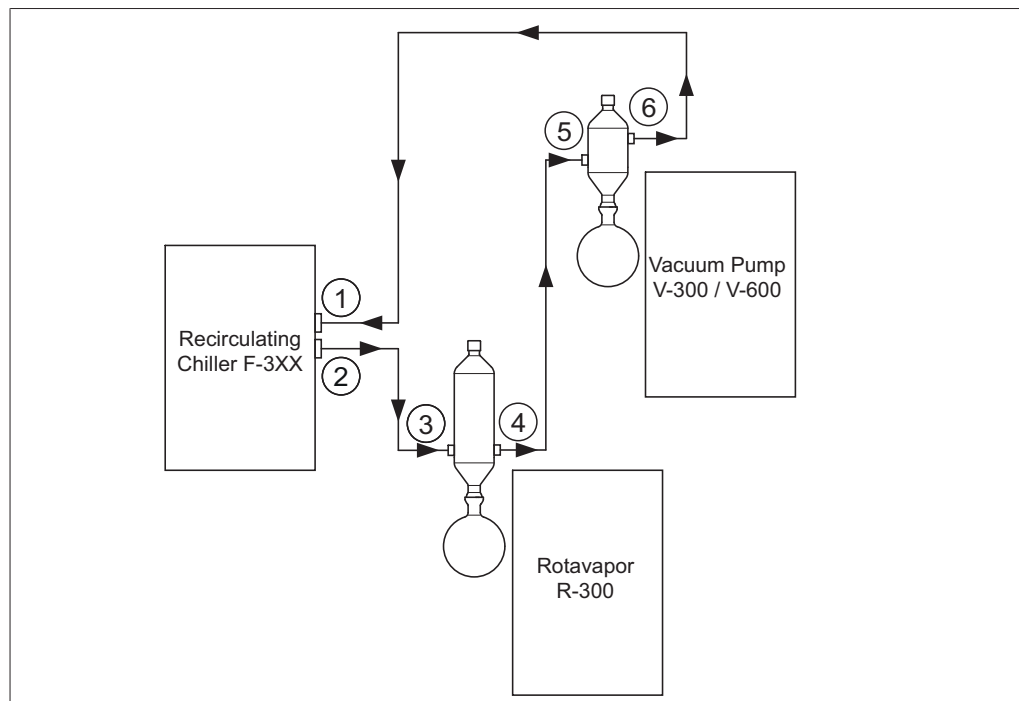 6
5
Vacuum Pump
V-300 / V-600
1
Recirculating
Chiller F-3XX
2
3
4
Rotavapor
R-300